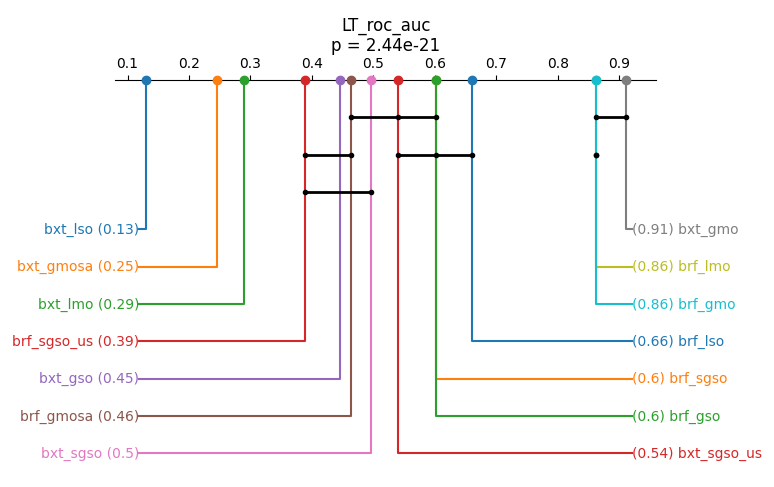 LT_roc_auc
p = 2.44e-21
0.1 0.2 0.3 0.4 0.5 0.6 0.7 0.8 0.9
bxt_lso (0.13) (0.91) bxt_gmo
bxt_gmosa (0.25) (0.86) brf_lmo
bxt_lmo (0.29) (0.86) brf_gmo
brf_sgso_us (0.39) (0.66) brf_lso
bxt_gso (0.45) (0.6) brf_sgso
brf_gmosa (0.46) (0.6) brf_gso
bxt_sgso (0.5) (0.54) bxt_sgso_us